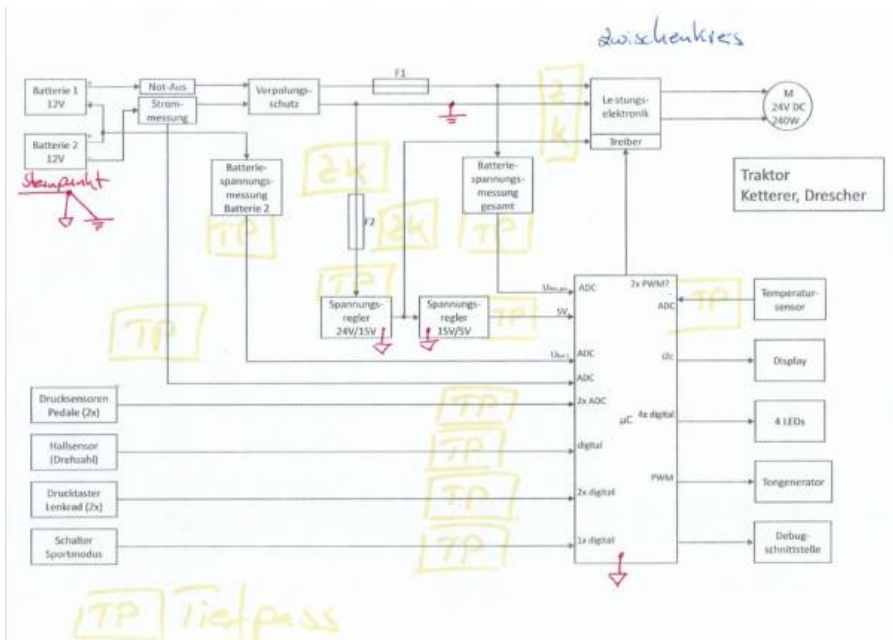 Zwischenkreis
F1
Batterie 1
12V
Not-Aus
Strom-
messung
Verpolungs-
schutz
Z
K
Leistungs-
elektronik
Treiber
M
24V DC
240W
Batterie 2
12V
Sternpunkt
Batterie-
spannungs-
messung
Batterie 2
TP
ZK
F2
ZK
Batterie-
spannungs-
messung
gesamt
TP
Traktor
Ketterer, Drescher
TP
TP
Spannungs-
regler
24V/15V
Spannungs-
regler
15V/5V
TP
5V
ADC
2x PWM?
ADC
TP
Temperatur-
sensor
ADC
I2c
Display
ADC
Drucksensoren
Pedale (2x)
TP
2x ADC
µC
4x digital
4 LEDs
Hallsensor
(Drehzahl)
TP
digital
PWM
Tongenerator
Drucktaster
Lenkrad (2x)
TP
2x digital
Schalter
Sportmodus
TP
1x digital
Debug-
schnittstelle
TP Tiefpass